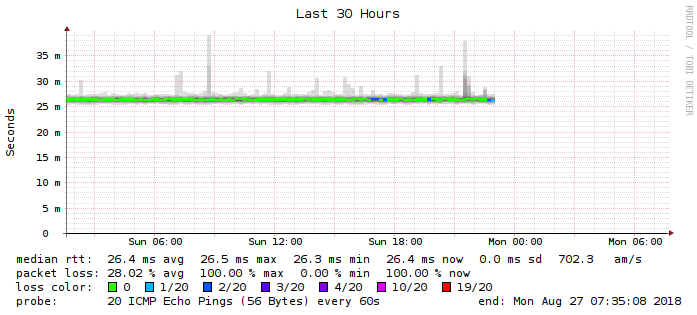 Last 30 Hours
RRDTOOL / TOBI OETIKER
Seconds
35 m
30 m
25 m
20 m
15 m
10 m
5 m
0
Sun 06:00 Sun 12:00 Sun 18:00 Mon 00:00 Mon 06:00
median rtt: 26.4 ms avg 26.5 ms max 26.3 ms min 26.4 ms now 0.0 ms sd 702.3 am/s
packet loss: 28.02 % avg 100.00 % max 0.00 % min 100.00 % now
loss color: 0 1/20 2/20 3/20 4/20 10/20 19/20
probe: 20 ICMP Echo Pings (56 Bytes) every 60s end: Mon Aug 27 07:35:08 2018